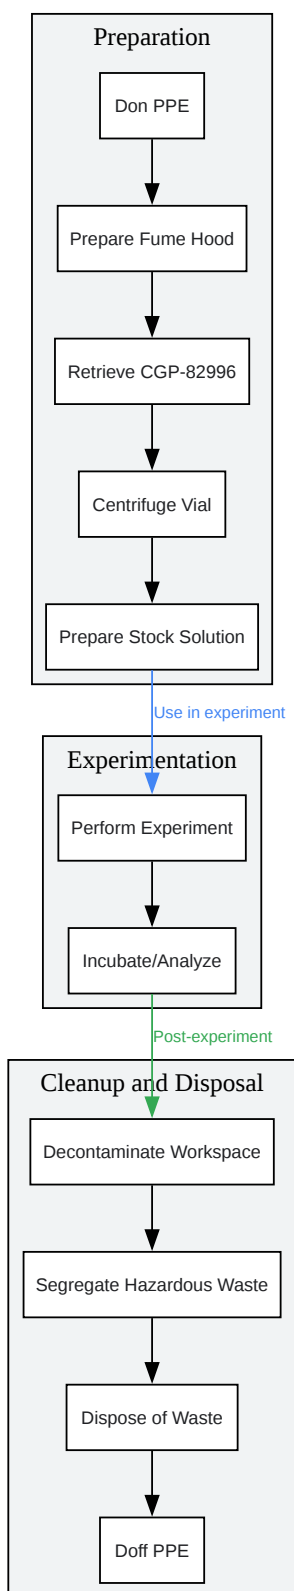 Preparation
Don PPE
Prepare Fume Hood
Retrieve CGP-82996
Centrifuge Vial
Prepare Stock Solution
Use in experiment
Experimentation
Perform Experiment
Incubate/Analyze
Post-experiment
Cleanup and Disposal
Decontaminate Workspace
Segregate Hazardous Waste
Dispose of Waste
Doff PPE